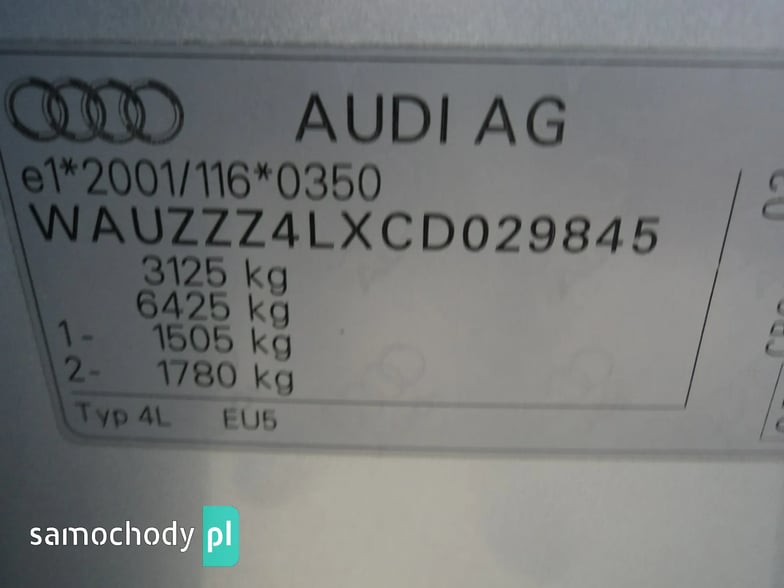 AUDI AG
e1*2001/116*0350
WAUZZZ4LXCD029845
3125 kg
6425 kg
1- 1505 kg
2- 1780 kg
Typ 4L EU5
samochody pl